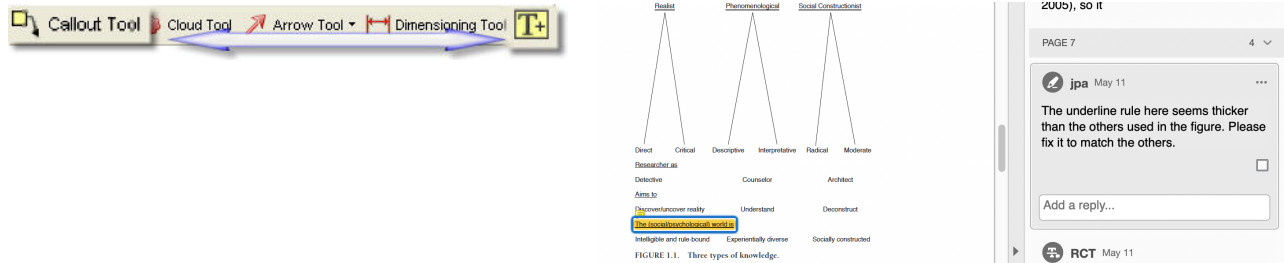 Callout Tool Cloud Tool Arrow Tool Dimensioning Tool T+
Realist Phenomenological Social Constructionist
Direct Critical Descriptive Interpretative Radical Moderate
Researcher as
Detective Counselor Architect
Aims to
Discover/uncover reality Understand Deconstruct
The (social/psychological) world is
Intelligible and rule-bound Experientially diverse Socially constructed
FIGURE 1.1. Three types of knowledge.
2005), so it
PAGE 7 4
jpa May 11
The underline rule here seems thicker
than the others used in the figure. Please
fix it to match the others.
Add a reply...
RCT May 11